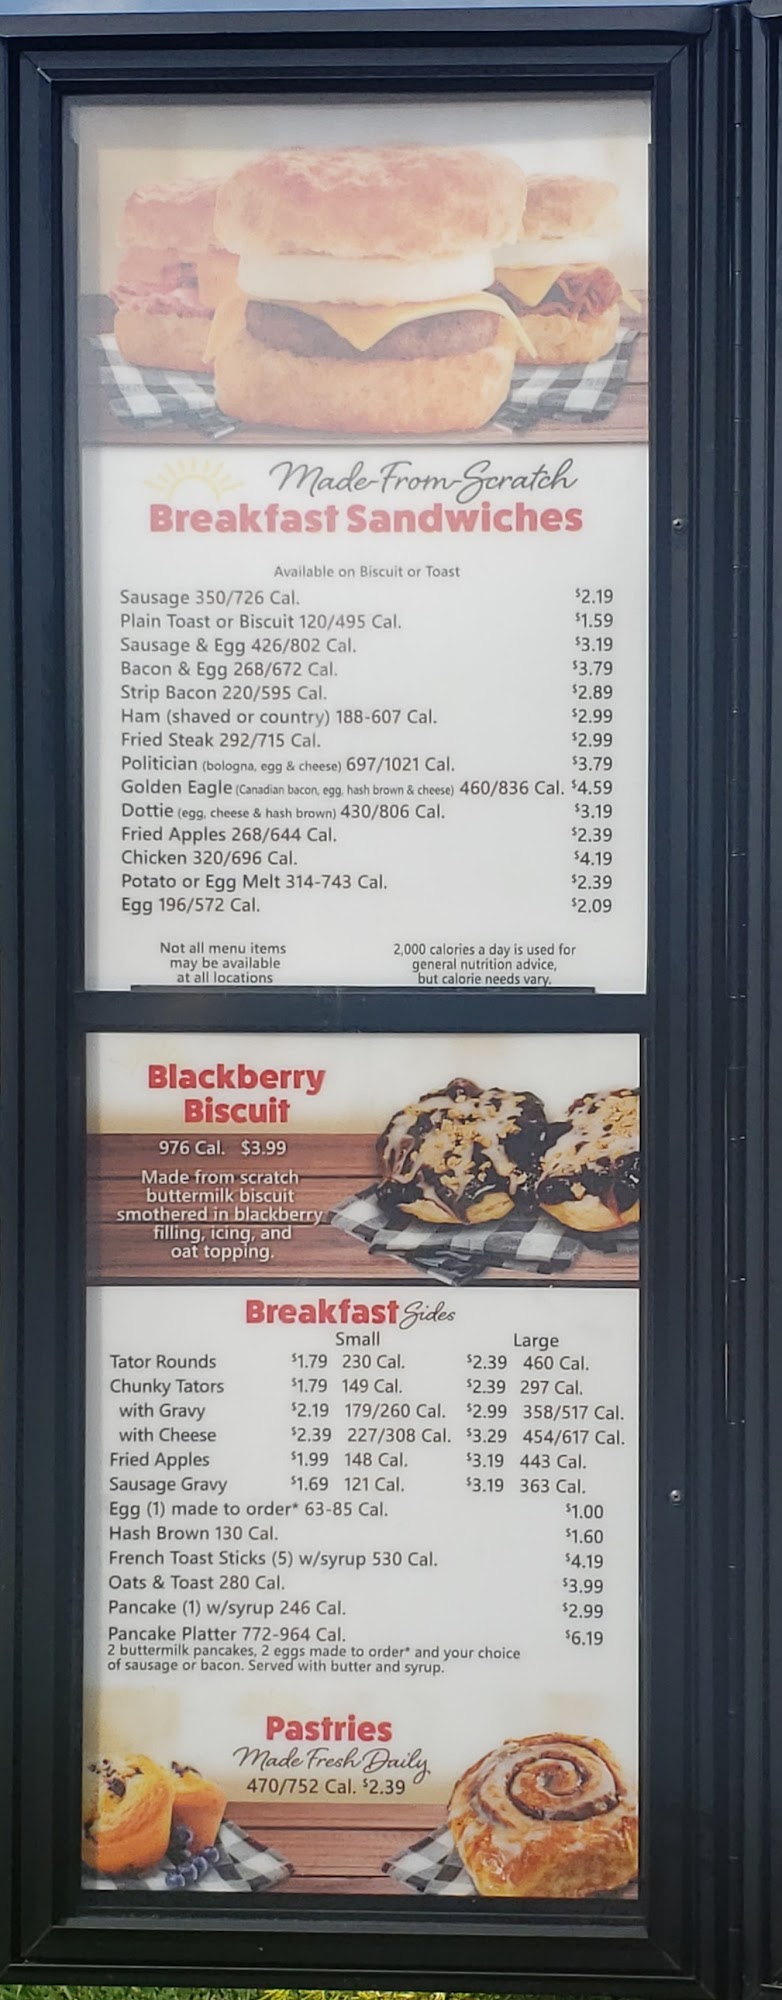 Made-From-Scratch
Breakfast Sandwiches
Available on Biscuit or Toast
Sausage 350/726 Cal. $2.19
Plain Toast or Biscuit 120/495 Cal. $1.59
Sausage & Egg 426/802 Cal. $3.19
Bacon & Egg 268/672 Cal. $3.79
Strip Bacon 220/595 Cal. $2.89
Ham (shaved or country) 188-607 Cal. $2.99
Fried Steak 292/715 Cal. $2.99
Politician (bologna, egg & cheese) 697/1021 Cal. $3.79
Golden Eagle (Canadian bacon, egg, hash brown & cheese) 460/836 Cal. $4.59
Dottie (egg, cheese & hash brown) 430/806 Cal. $3.19
Fried Apples 268/644 Cal. $2.39
Chicken 320/696 Cal. $4.19
Potato or Egg Melt 314-743 Cal. $2.39
Egg 196/572 Cal. $2.09
Not all menu items
may be available
at all locations
2,000 calories a day is used for
general nutrition advice,
but calorie needs vary.
Blackberry
Biscuit
976 Cal. $3.99
Made from scratch
buttermilk biscuit
smothered in blackberry
filling, icing, and
oat topping.
Breakfast Sides
Small Large
Tator Rounds $1.79 230 Cal. $2.39 460 Cal.
Chunky Tators $1.79 149 Cal. $2.39 297 Cal.
with Gravy $2.19 179/260 Cal. $2.99 358/517 Cal.
with Cheese $2.39 227/308 Cal. $3.29 454/617 Cal.
Fried Apples $1.99 148 Cal. $3.19 443 Cal.
Sausage Gravy $1.69 121 Cal. $3.19 363 Cal.
Egg (1) made to order* 63-85 Cal. $1.00
Hash Brown 130 Cal. $1.60
French Toast Sticks (5) w/syrup 530 Cal. $4.19
Oats & Toast 280 Cal. $3.99
Pancake (1) w/syrup 246 Cal. $2.99
Pancake Platter 772-964 Cal. $6.19
2 buttermilk pancakes, 2 eggs made to order* and your choice
of sausage or bacon. Served with butter and syrup.
Pastries
Made Fresh Daily
470/752 Cal. $2.39